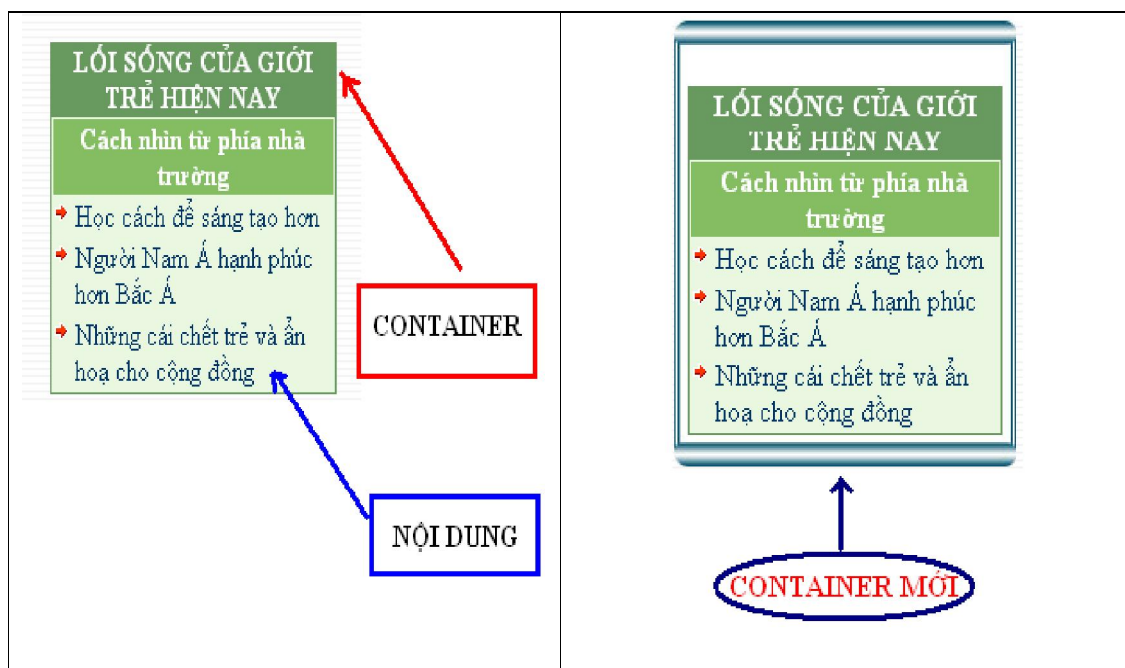 LỐI SỐNG CỦA GIỚI
TRẺ HIỆN NAY
Cách nhìn từ phía nhà
trường
Học cách để sáng tạo hơn
Người Nam Á hạnh phúc
hơn Bắc Á
Những cái chết trẻ và ẩn
hoạ cho cộng đồng
CONTAINER
NỘI DUNG
LỐI SỐNG CỦA GIỚI
TRẺ HIỆN NAY
Cách nhìn từ phía nhà
trường
Học cách để sáng tạo hơn
Người Nam Á hạnh phúc
hơn Bắc Á
Những cái chết trẻ và ẩn
hoạ cho cộng đồng
CONTAINER MỚI